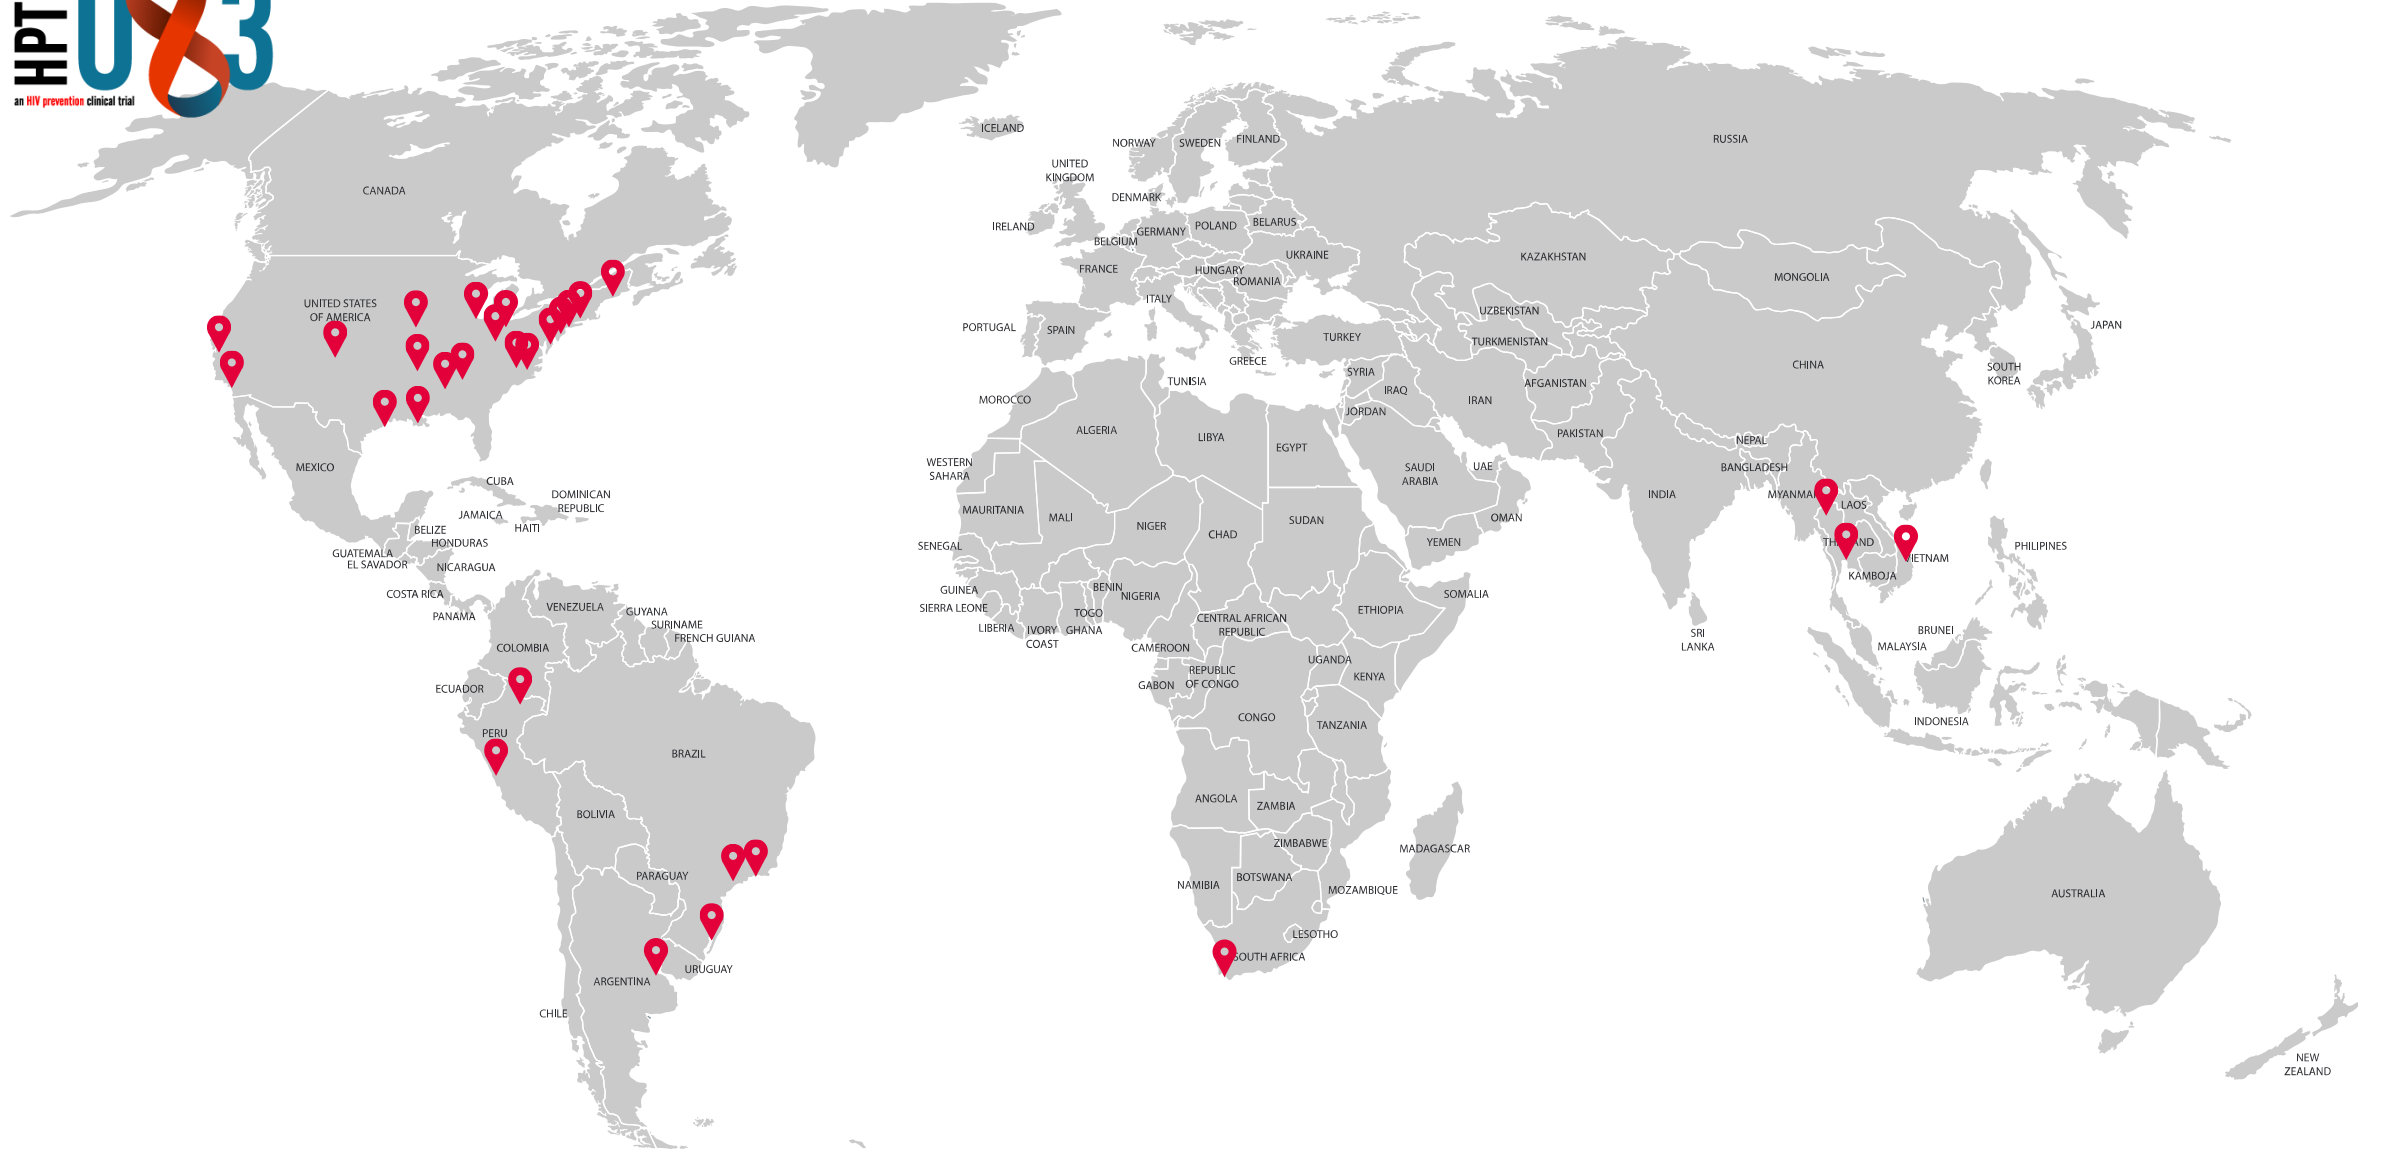 HPT
083
an HIV prevention clinical trial
ICELAND
NORWAY
SWEDEN
FINLAND
RUSSIA
UNITED
KINGDOM
CANADA
DENMARK
IRELAND
BELGIUM
GERMANY
POLAND
BELARUS
UKRAINE
FRANCE
HUNGARY
ROMANIA
KAZAKHSTAN
MONGOLIA
ITALY
UNITED STATES
OF AMERICA
UZBEKISTAN
PORTUGAL
SPAIN
TURKEY
TURKMENISTAN
JAPAN
GREECE
SYRIA
CHINA
SOUTH
KOREA
TUNISIA
IRAQ
AFGANISTAN
MOROCCO
JORDAN
IRAN
ALGERIA
LIBYA
EGYPT
PAKISTAN
NEPAL
MEXICO
WESTERN
SAHARA
SAUDI
ARABIA
UAE
BANGLADESH
CUBA
DOMINICAN
REPUBLIC
INDIA
MYANMA
LAOS
JAMAICA
HAITI
MAURITANIA
MALI
NIGER
CHAD
SUDAN
OMAN
BELIZE
HONDURAS
YEMEN
TH
AND
PHILIPINES
GUATEMALA
EL SAVADOR
NICARAGUA
SENEGAL
IETNAM
KAMBOJA
COSTA RICA
PANAMA
VENEZUELA
GUYANA
SURINAME
FRENCH GUIANA
GUINEA
SIERRA LEONE
LIBERIA
IVORY
COAST
GHANA
TOGO
BENIN
NIGERIA
CENTRAL AFRICAN
REPUBLIC
ETHIOPIA
SOMALIA
COLOMBIA
CAMEROON
SRI
LANKA
BRUNEI
MALAYSIA
ECUADOR
GABON
REPUBLIC
OF CONGO
UGANDA
KENYA
PERU
CONGO
TANZANIA
INDONESIA
BRAZIL
BOLIVIA
ANGOLA
ZAMBIA
ZIMBABWE
MADAGASCAR
PARAGUAY
NAMIBIA
BOTSWANA
MOZAMBIQUE
AUSTRALIA
LESOTHO
SOUTH AFRICA
URUGUAY
ARGENTINA
CHILE
NEW
ZEALAND